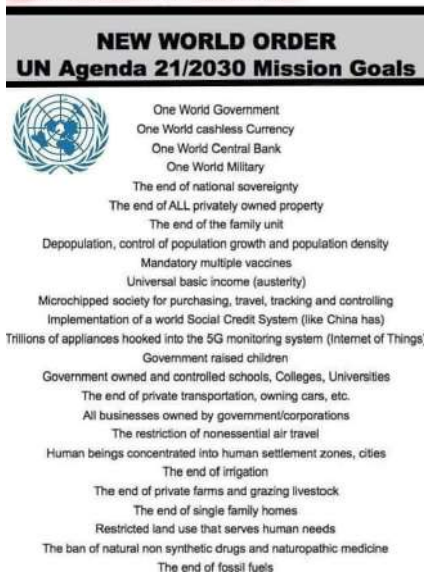 NEW WORLD ORDER
UN Agenda 21/2030 Mission Goals
One World Government
One World cashless Currency
One World Central Bank
One World Military
The end of national sovereignty
The end of ALL privately owned property
The end of the family unit
Depopulation, control of population growth and population density
Mandatory multiple vaccines
Universal basic income (austerity)
Microchipped society for purchasing, travel, tracking and controlling
Implementation of a world Social Credit System (like China has)
Trillions of appliances hooked into the 5G monitoring system (Internet of Things)
Government raised children
Government owned and controlled schools, Colleges, Universities
The end of private transportation, owning cars, etc.
All businesses owned by government/corporations
The restriction of nonessential air travel
Human beings concentrated into human settlement zones, cities
The end of irrigation
The end of private farms and grazing livestock
The end of single family homes
Restricted land use that serves human needs
The ban of natural non synthetic drugs and naturopathic medicine
The end of fossil fuels